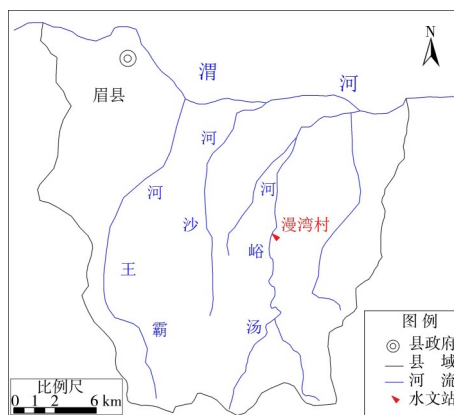 N
渭河
眉县
霸王河
沙河
汤峪河
漫湾村
图 例
县政府
县 域
河 流
水文站
比例尺
0 1 2 6 km